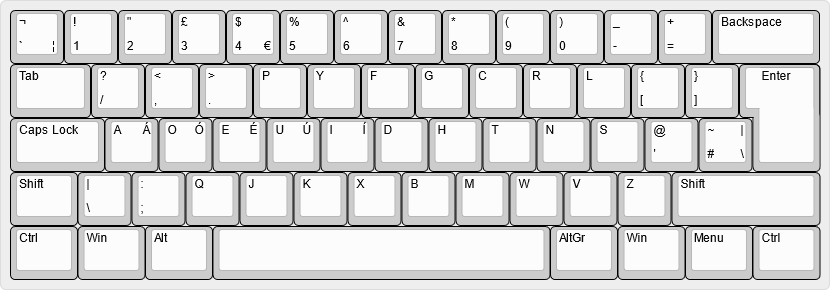 ¬ ! " £ $ % ^ & * ( ) _ + Backspace
` ¦ 1 2 3 4 € 5 6 7 8 9 0 - =
Tab ? < > P Y F G C R L { } Enter
/ , . [ ]
Caps Lock A Á O Ó E É U Ú I Í D H T N S @ ~ |
' # \
Shift | : Q J K X B M W V Z Shift
\ ;
Ctrl Win Alt AltGr Win Menu Ctrl